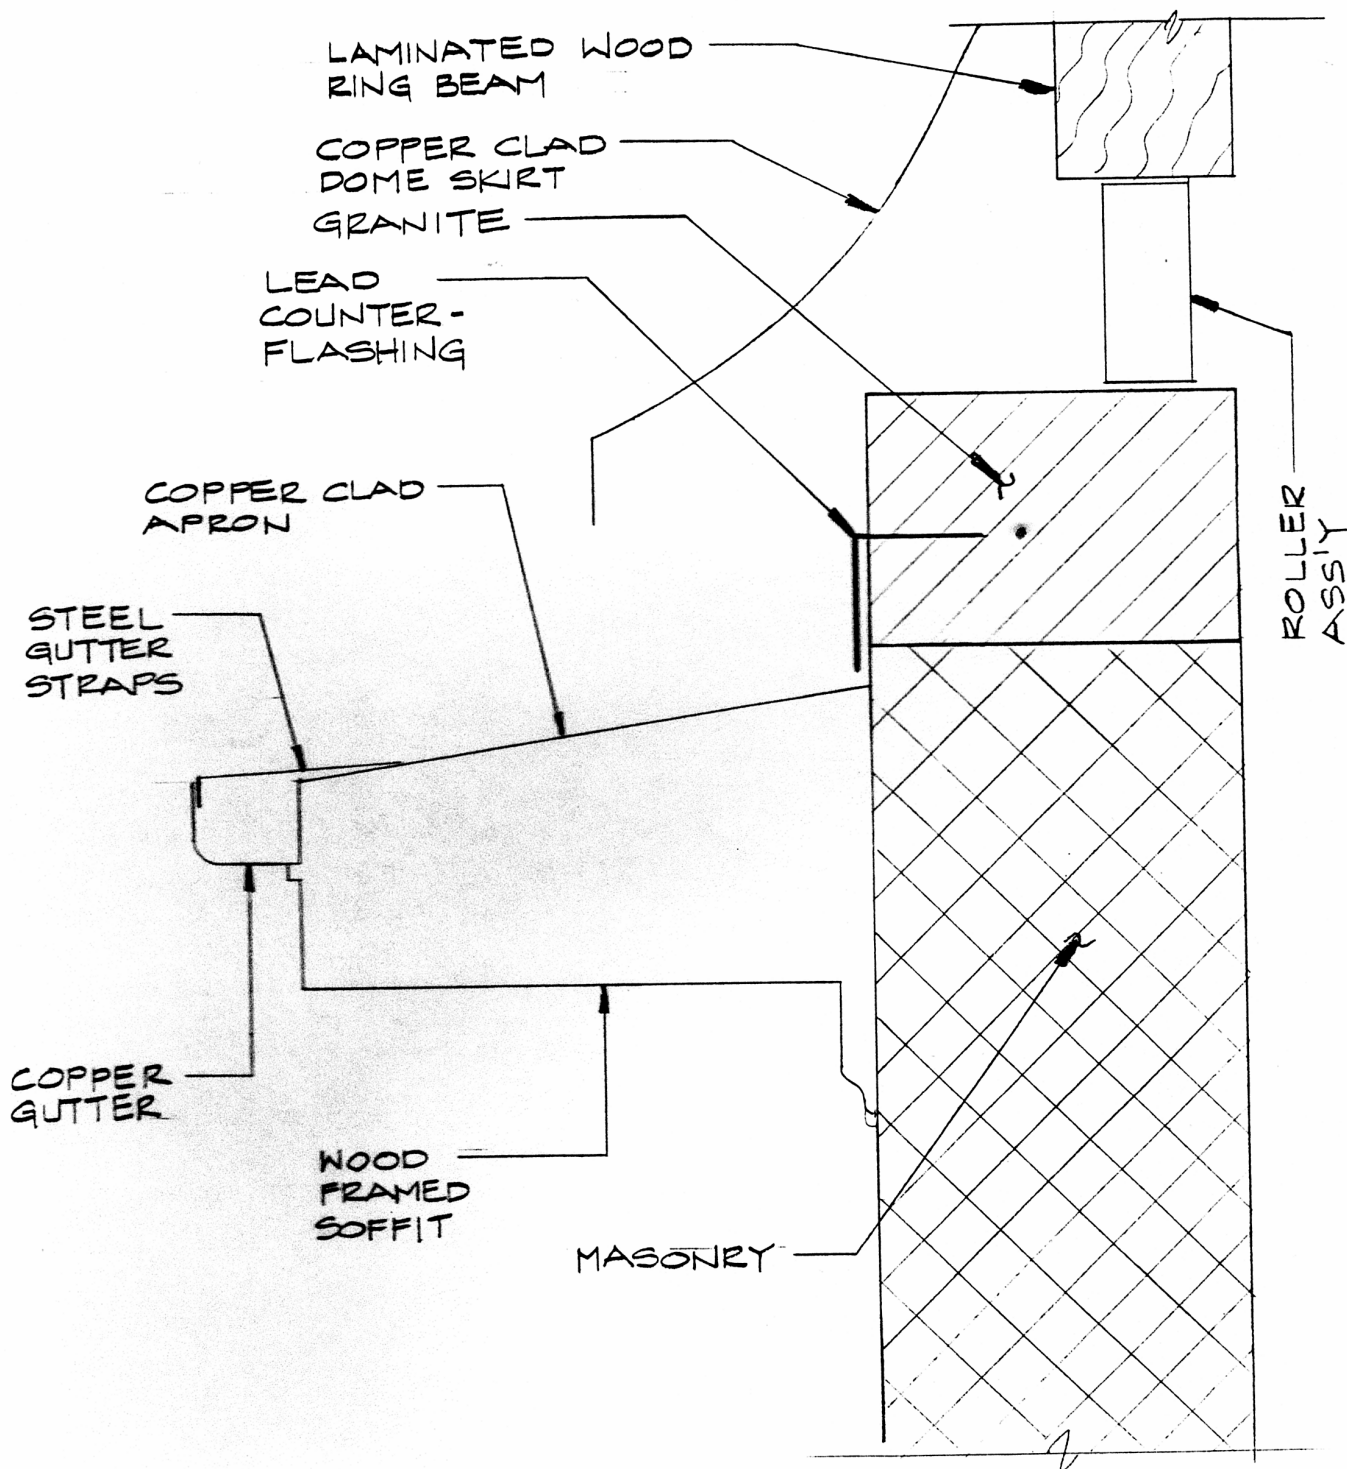 LAMINATED WOOD
RING BEAM
COPPER CLAD
DOME SKIRT
GRANITE
LEAD
COUNTER-
FLASHING
COPPER CLAD
APRON
STEEL
GUTTER
STRAPS
ROLLER
ASS'Y
COPPER
GUTTER
WOOD
FRAMED
SOFFIT
MASONRY